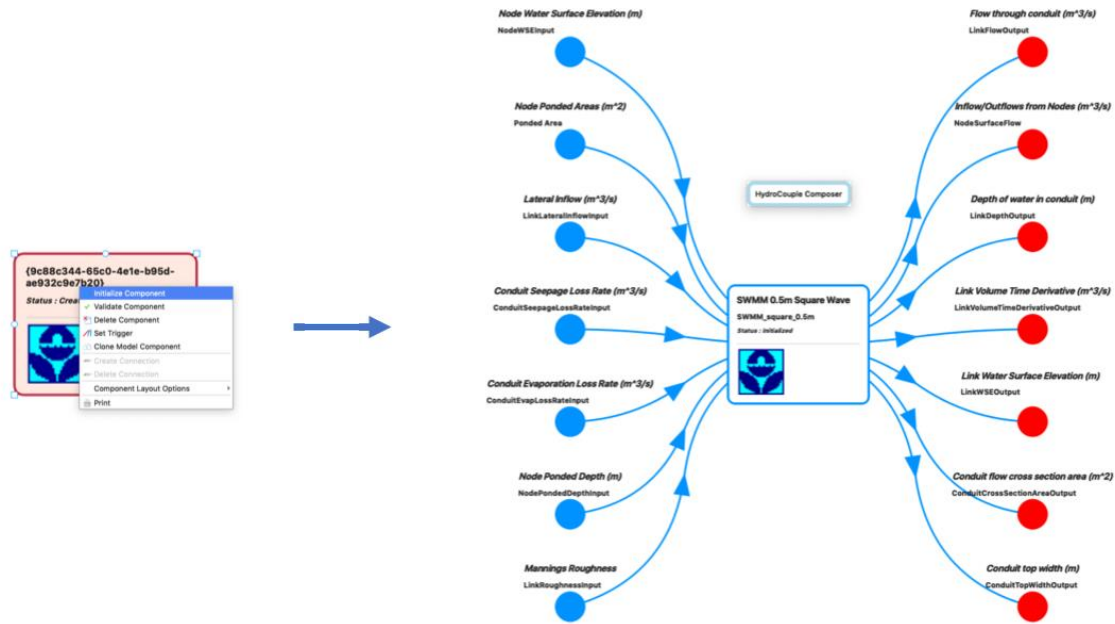 {9c88c344-65c0-4e1e-b95d-
ae932c9e7b20}
Status : Crea
Initialize Component
Validate Component
Delete Component
Set Trigger
Clone Model Component
Create Connection
Delete Connection
Component Layout Options
Print
Node Water Surface Elevation (m)
NodeWSEInput
Node Ponded Areas (m^2)
Ponded Area
Lateral Inflow (m^3/s)
LinkLateralInflowInput
Conduit Seepage Loss Rate (m^3/s)
ConduitSeepageLossRateInput
Conduit Evaporation Loss Rate (m^3/s)
ConduitEvapLossRateInput
Node Ponded Depth (m)
NodePondedDepthInput
Mannings Roughness
LinkRoughnessInput
HydroCouple Composer
SWMM 0.5m Square Wave
SWMM_square_0.5m
Status : Initialized
Flow through conduit (m^3/s)
LinkFlowOutput
Inflow/Outflows from Nodes (m^3/s)
NodeSurfaceFlow
Depth of water in conduit (m)
LinkDepthOutput
Link Volume Time Derivative (m^3/s)
LinkVolumeTimeDerivativeOutput
Link Water Surface Elevation (m)
LinkWSEOutput
Conduit flow cross section area (m^2)
ConduitCrossSectionAreaOutput
Conduit top width (m)
ConduitTopWidthOutput